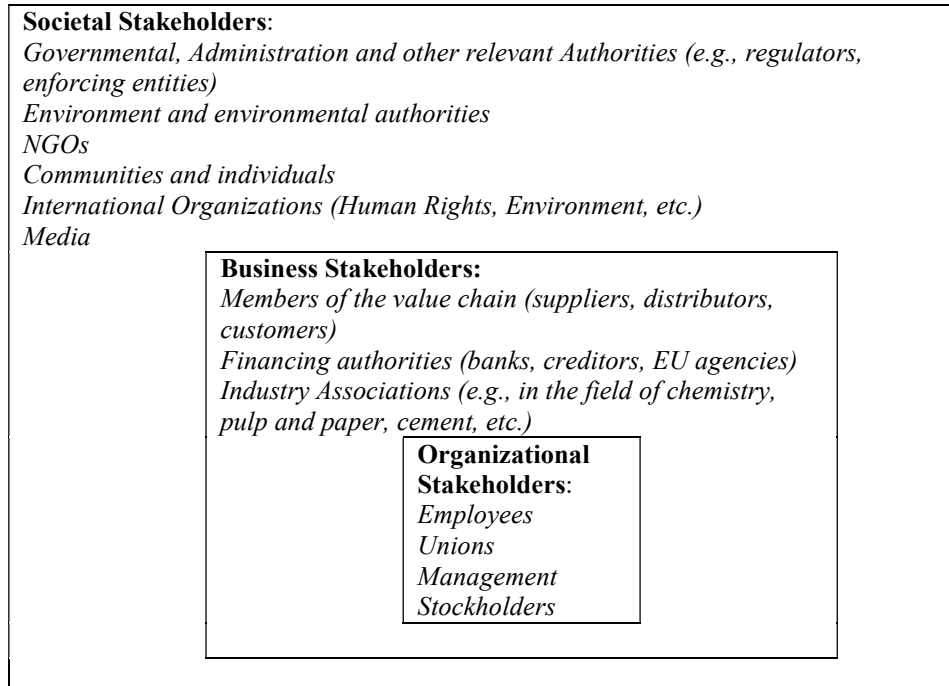 Societal Stakeholders:
Governmental, Administration and other relevant Authorities (e.g., regulators,
enforcing entities)
Environment and environmental authorities
NGOs
Communities and individuals
International Organizations (Human Rights, Environment, etc.)
Media
Business Stakeholders:
Members of the value chain (suppliers, distributors,
customers)
Financing authorities (banks, creditors, EU agencies)
Industry Associations (e.g., in the field of chemistry,
pulp and paper, cement, etc.)
Organizational
Stakeholders:
Employees
Unions
Management
Stockholders